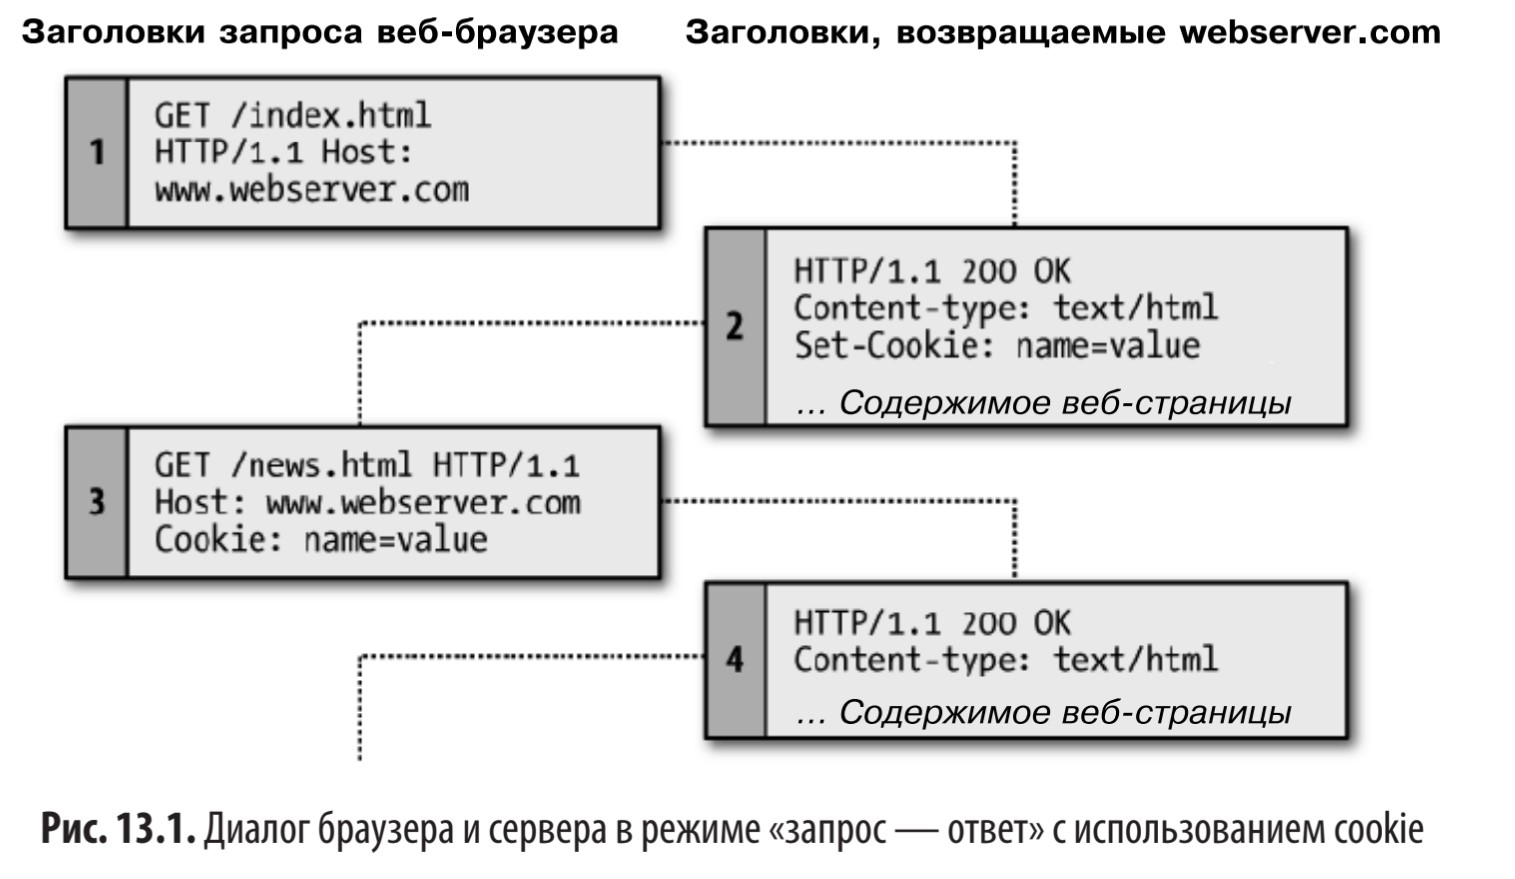 Заголовки запроса веб-браузера
Заголовки, возвращаемые webserver.com
1
GET /index.html
HTTP/1.1 Host:
www.webserver.com
2
HTTP/1.1 200 OK
Content-type: text/html
Set-Cookie: name=value
... Содержимое веб-страницы
3
GET /news.html HTTP/1.1
Host: www.webserver.com
Cookie: name=value
4
HTTP/1.1 200 OK
Content-type: text/html
... Содержимое веб-страницы
Рис. 13.1. Диалог браузера и сервера в режиме «запрос — ответ» с использованием cookie